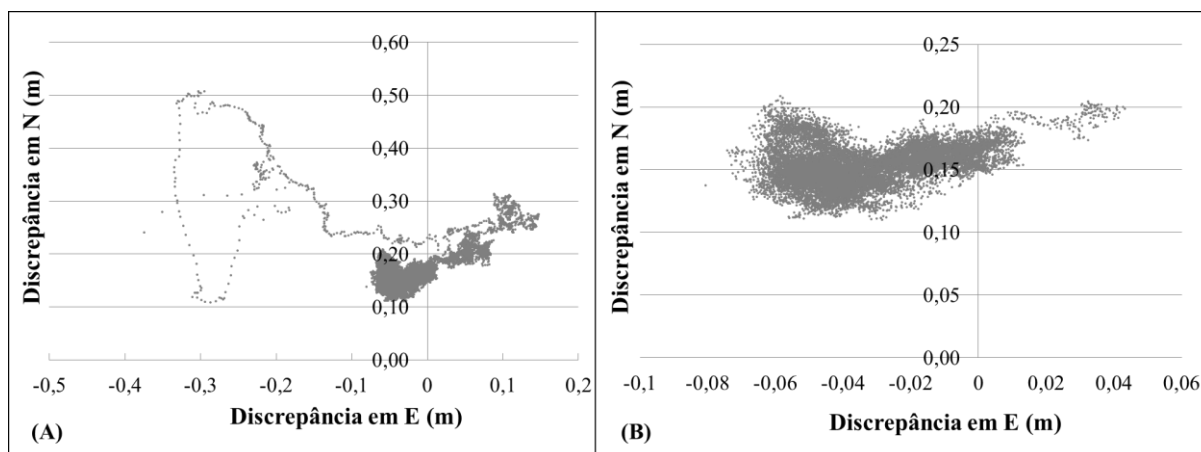 0,60
0,50
0,40
0,30
0,20
0,10
0,00
-0,5 -0,4 -0,3 -0,2 -0,1 0 0,1 0,2
Discrepância em N (m)
Discrepância em E (m)
(A)
0,25
0,20
0,15
0,10
0,05
0,00
-0,1 -0,08 -0,06 -0,04 -0,02 0 0,02 0,04 0,06
Discrepância em N (m)
Discrepância em E (m)
(B)